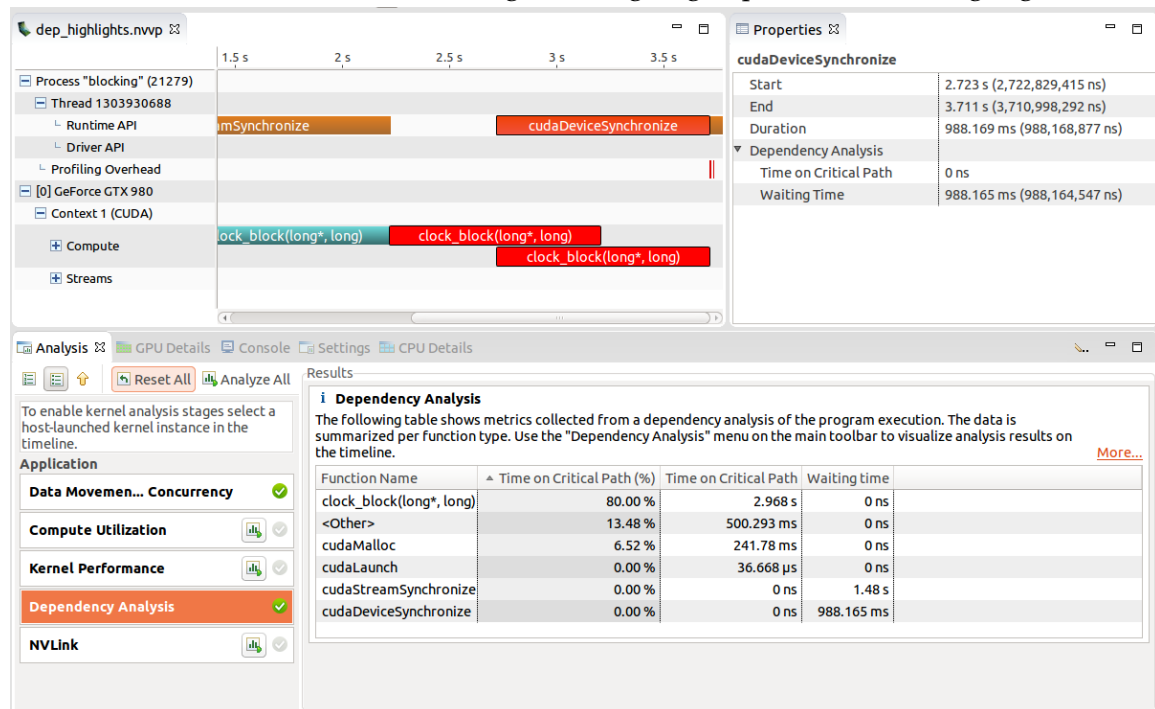 dep_highlights.nvvp
1.5 s 2 s 2.5 s 3 s 3.5 s
Process "blocking" (21279)
Thread 1303930688
Runtime API
mSynchronize
cudaDeviceSynchronize
Driver API
Profiling Overhead
[0] GeForce GTX 980
Context 1 (CUDA)
Compute
ock_block(long*, long)
clock_block(long*, long)
clock_block(long*, long)
Streams
Properties
cudaDeviceSynchronize
Start 2.723 s (2,722,829,415 ns)
End 3.711 s (3,710,998,292 ns)
Duration 988.169 ms (988,168,877 ns)
Dependency Analysis
Time on Critical Path 0 ns
Waiting Time 988.165 ms (988,164,547 ns)
Analysis GPU Details Console Settings CPU Details
Reset All Analyze All
To enable kernel analysis stages select a
host-launched kernel instance in the
timeline.
Application
Data Movemen... Concurrency
Compute Utilization
Kernel Performance
Dependency Analysis
NVLink
Results
i Dependency Analysis
The following table shows metrics collected from a dependency analysis of the program execution. The data is
summarized per function type. Use the "Dependency Analysis" menu on the main toolbar to visualize analysis results on
the timeline.
More...
Function Name Time on Critical Path (%) Time on Critical Path Waiting time
clock_block(long*, long) 80.00 % 2.968 s 0 ns
<Other> 13.48 % 500.293 ms 0 ns
cudaMalloc 6.52 % 241.78 ms 0 ns
cudaLaunch 0.00 % 36.668 µs 0 ns
cudaStreamSynchronize 0.00 % 0 ns 1.48 s
cudaDeviceSynchronize 0.00 % 0 ns 988.165 ms